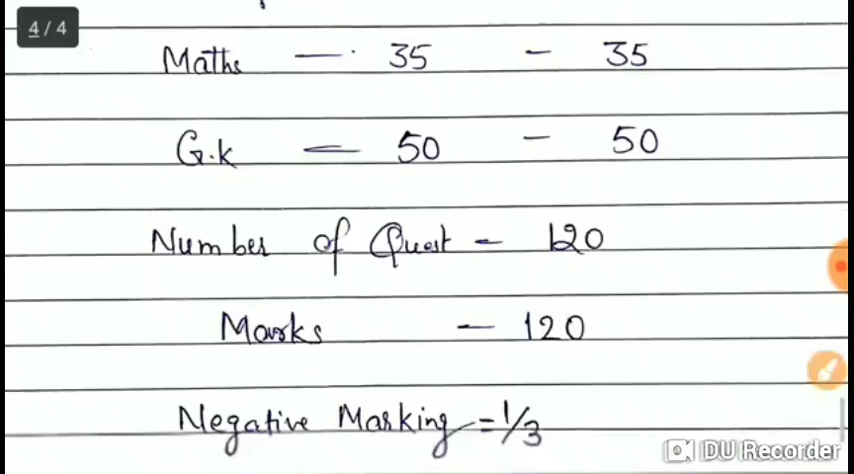 4/4
Maths — 35 - 35
G.K — 50 - 50
Number of Quest - 120
Marks - 120
Negative Marking = 1/3
DU Recorder